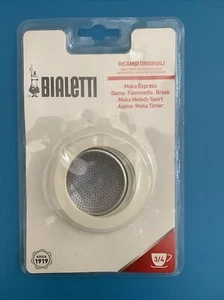 BIALETTI
RICAMBI ORIGINALI
Moka Express
Dama Fiammetta Break
Moka Melody Sport
Alpina Moka Timer
SINCE
1919
3/4